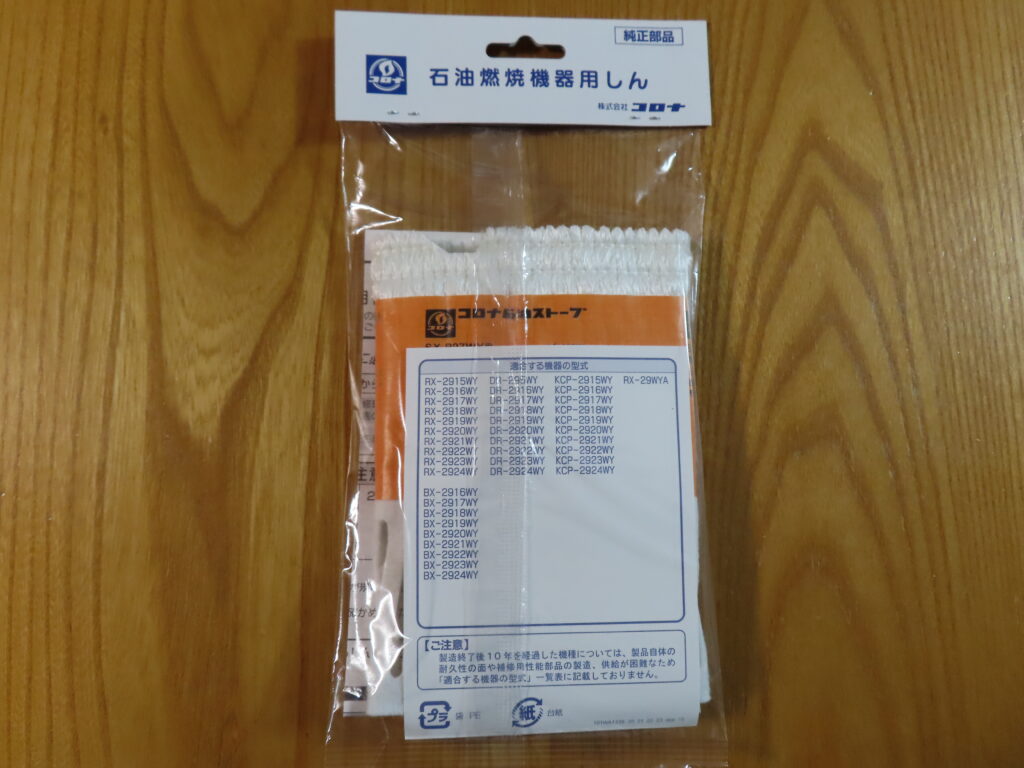 純正部品
コロナ
石油燃焼機器用しん
株式会社 コロナ
コロナ石油ストーブ
適合する機器の型式
RX-2915WY DR-295WY KCP-2915WY RX-29WYA
RX-2916WY DR-2916WY KCP-2916WY
RX-2917WY DR-2917WY KCP-2917WY
RX-2918WY DR-2918WY KCP-2918WY
RX-2919WY DR-2919WY KCP-2919WY
RX-2920WY DR-2920WY KCP-2920WY
RX-2921WY DR-2921WY KCP-2921WY
RX-2922WY DR-2922WY KCP-2922WY
RX-2923WY DR-2923WY KCP-2923WY
RX-2924WY DR-2924WY KCP-2924WY
BX-2916WY
BX-2917WY
BX-2918WY
BX-2919WY
BX-2920WY
BX-2921WY
BX-2922WY
BX-2923WY
BX-2924WY
【ご注意】
製造終了後10年を経過した機種については、製品自体の
耐久性の面や補修用性能部品の製造、供給が困難なため
「適合する機器の型式」一覧表に記載しておりません。
プラ 袋 PE 紙 台紙